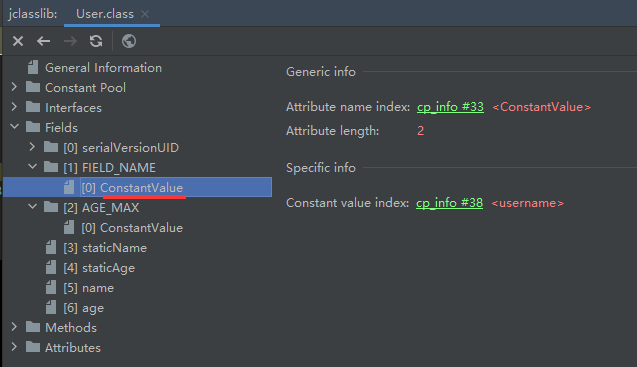 jclasslib: User.class
General Information
Constant Pool
Interfaces
Fields
[0] serialVersionUID
[1] FIELD_NAME
[0] ConstantValue
[2] AGE_MAX
[0] ConstantValue
[3] staticName
[4] staticAge
[5] name
[6] age
Methods
Attributes
Generic info
Attribute name index: cp_info #33 <ConstantValue>
Attribute length: 2
Specific info
Constant value index: cp_info #38 <username>